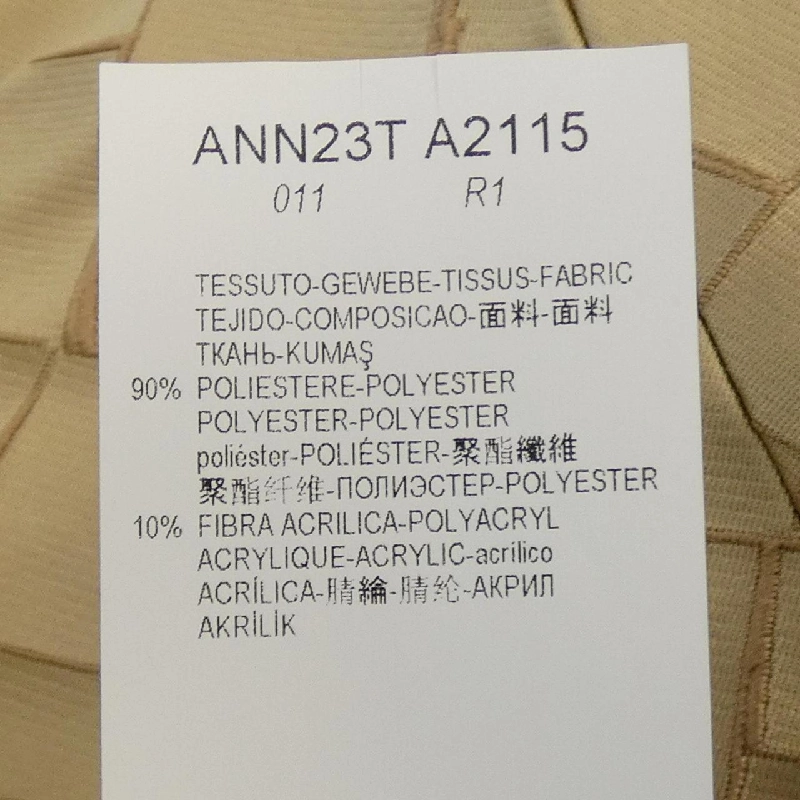 ANN23T A2115
011 R1
TESSUTO-GEWEBE-TISSUS-FABRIC
TEJIDO-COMPOSICAO-面料-面料
ТКАНЬ-KUMAŞ
90% POLIESTERE-POLYESTER
POLYESTER-POLYESTER
poliéster-POLIÉSTER-聚酯纖維
聚酯纤维-ПОЛИЭСТЕР-POLYESTER
10% FIBRA ACRILICA-POLYACRYL
ACRYLIQUE-ACRYLIC-acrílico
ACRÍLICA-腈綸-腈纶-АКРИЛ
AKRİLİK